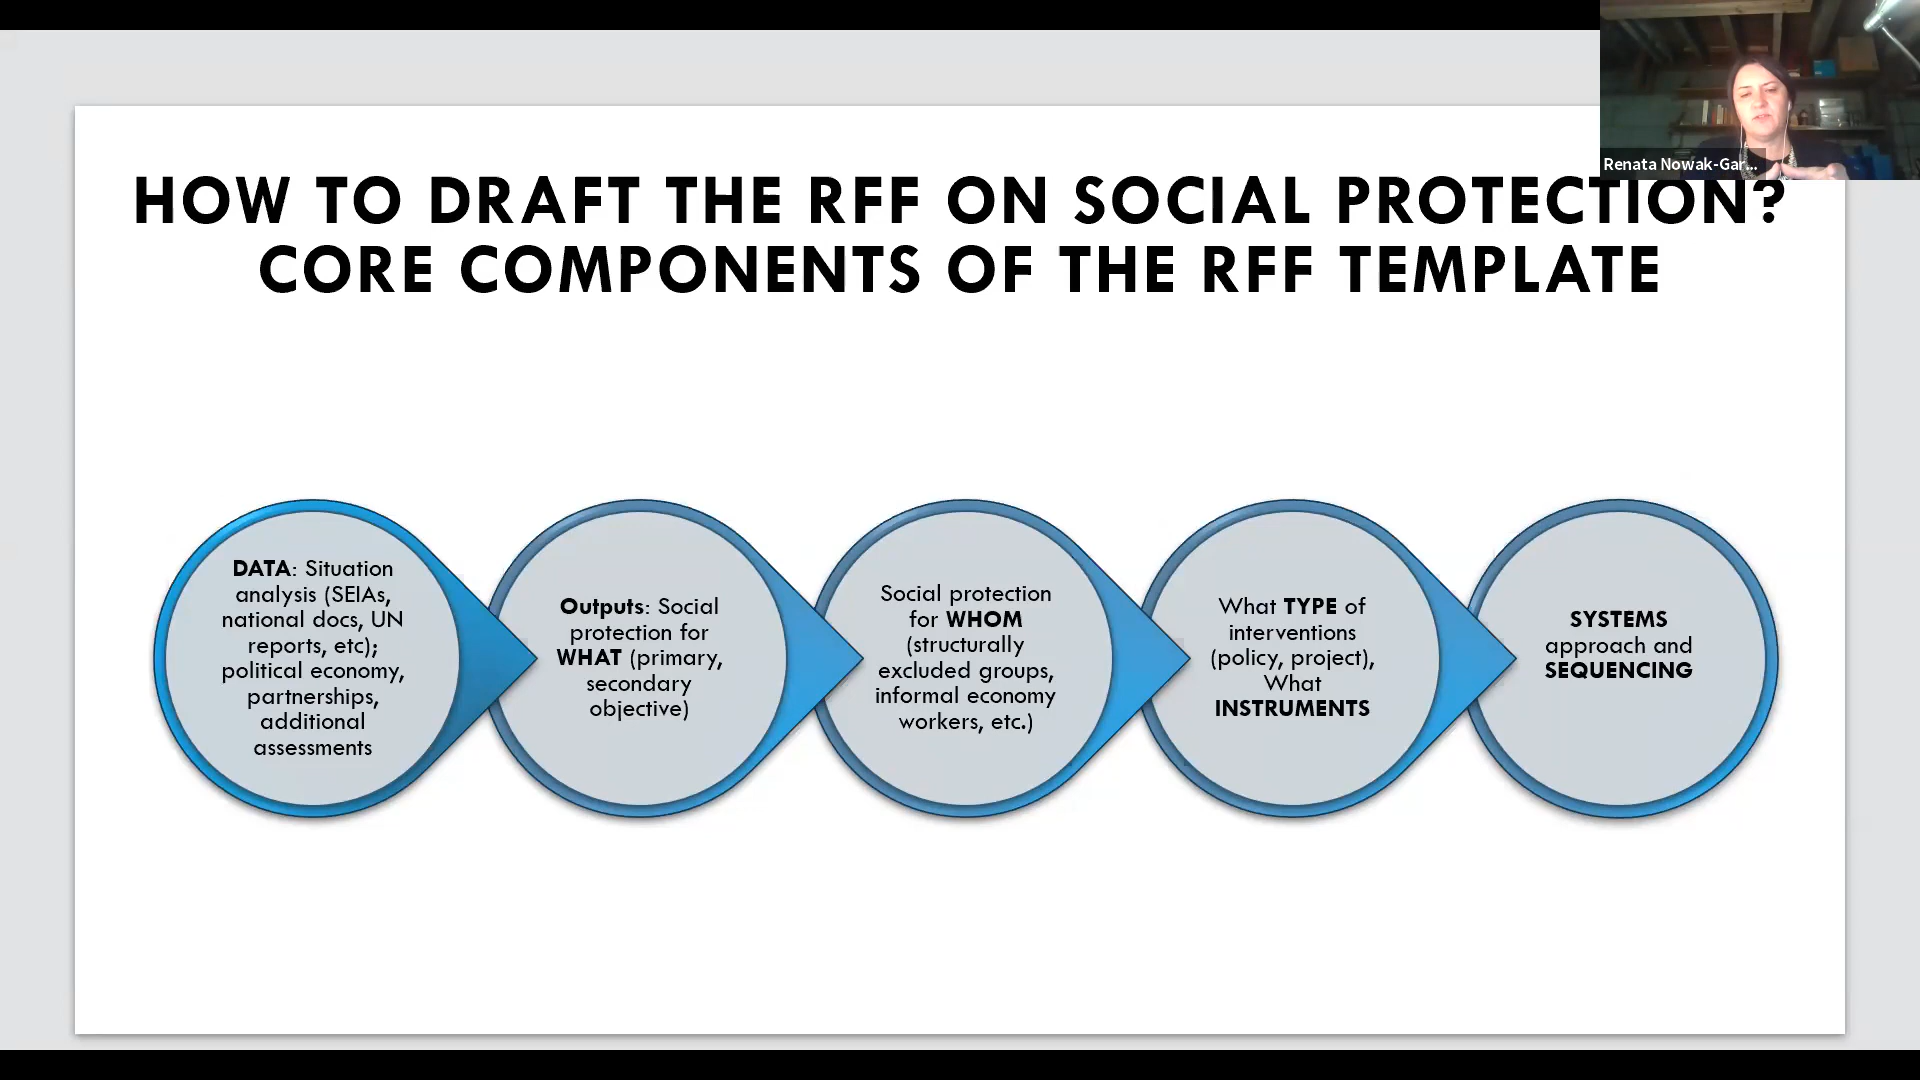 Renata Nowak-Gar...
HOW TO DRAFT THE RFF ON SOCIAL PROTECTION?
CORE COMPONENTS OF THE RFF TEMPLATE
DATA: Situation
analysis (SEIAs,
national docs, UN
reports, etc);
political economy,
partnerships,
additional
assessments
Outputs: Social
protection for
WHAT (primary,
secondary
objective)
Social protection
for WHOM
(structurally
excluded groups,
informal economy
workers, etc.)
What TYPE of
interventions
(policy, project),
What
INSTRUMENTS
SYSTEMS
approach and
SEQUENCING